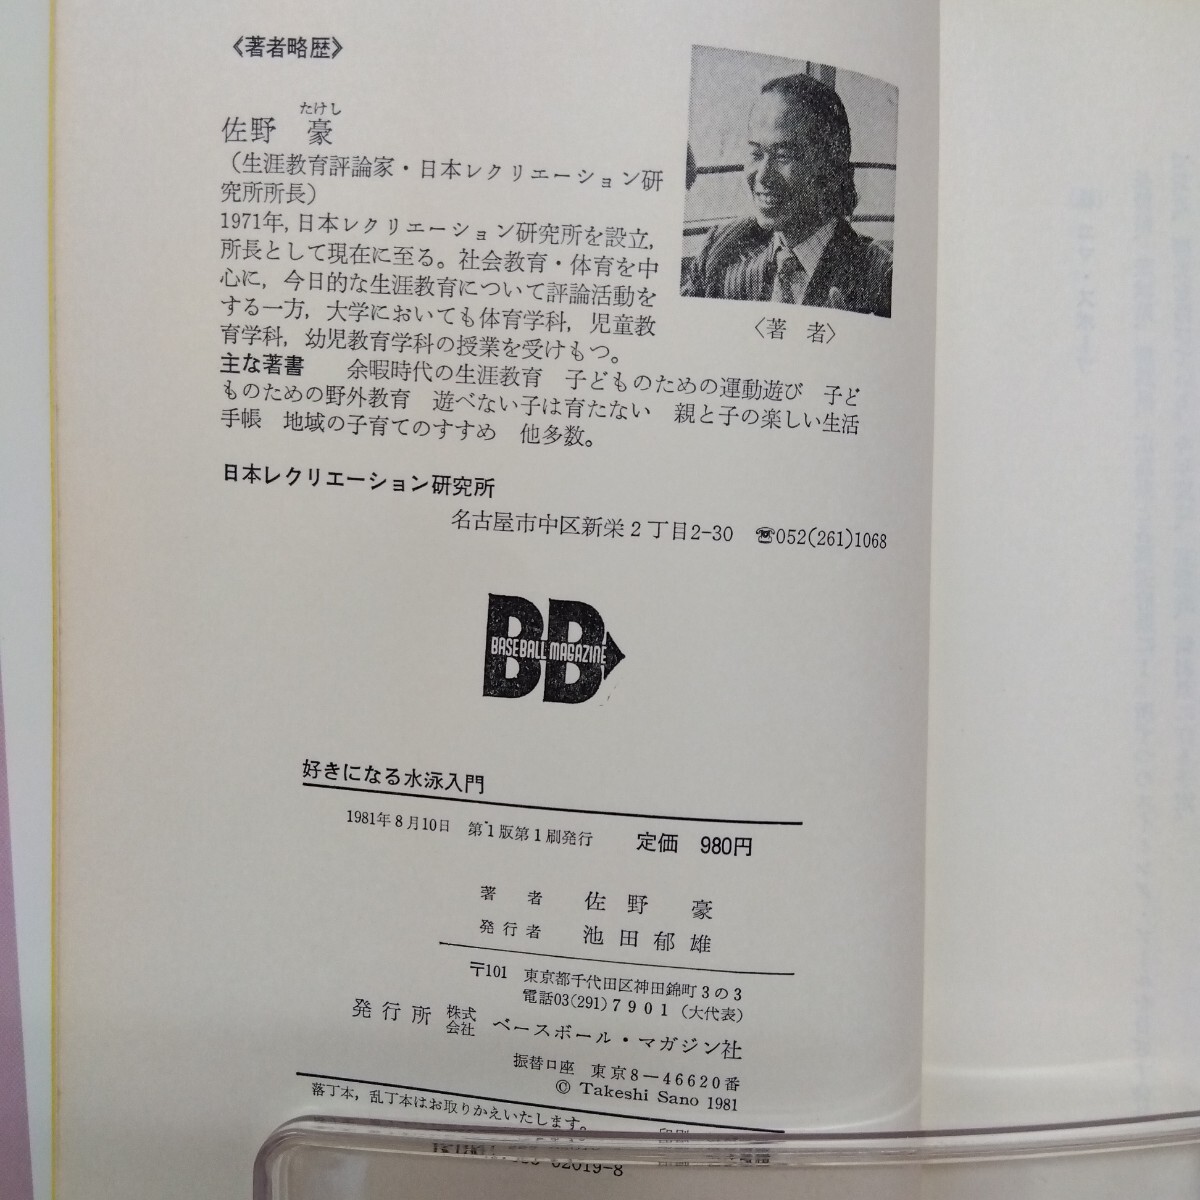 《著者略歴》
たけし
佐野 豪
（生涯教育評論家・日本レクリエーション研
究所所長）
1971年, 日本レクリエーション研究所を設立,
所長として現在に至る。社会教育・体育を中
心に, 今日的な生涯教育について評論活動を
する一方, 大学においても体育学科, 児童教
育学科, 幼児教育学科の授業を受けもつ。
〈著 者〉
主な著書 余暇時代の生涯教育 子どものための運動遊び 子ど
ものための野外教育 遊べない子は育たない 親と子の楽しい生活
手帳 地域の子育てのすすめ 他多数。
日本レクリエーション研究所
名古屋市中区新栄2丁目2-30 ☎052(261)1068
BB
BASEBALL MAGAZINE
好きになる水泳入門
1981年8月10日 第1版第1刷発行 定価 980円
著者 佐野 豪
発行者 池田郁雄
〒101 東京都千代田区神田錦町3の3
電話03(291)7901（大代表）
発行所 株式会社 ベースボール・マガジン社
振替口座 東京8-46620番
© Takeshi Sano 1981
落丁本, 乱丁本はお取りかえいたします。
02019-8